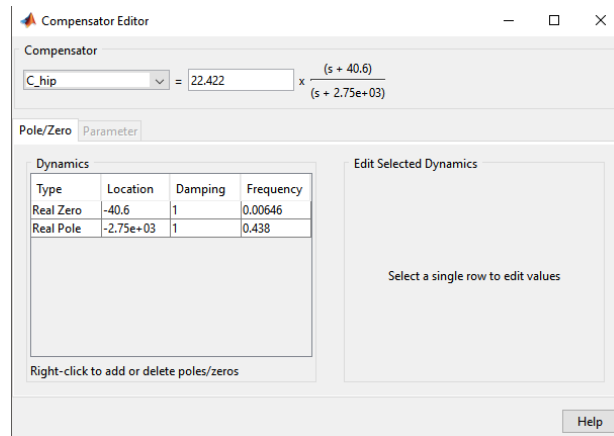 Compensator Editor
Compensator
C_hip = 22.422 x (s + 40.6)
(s + 2.75e+03)
Pole/Zero Parameter
Dynamics
Type Location Damping Frequency
Real Zero -40.6 1 0.00646
Real Pole -2.75e+03 1 0.438
Right-click to add or delete poles/zeros
Edit Selected Dynamics
Select a single row to edit values
Help